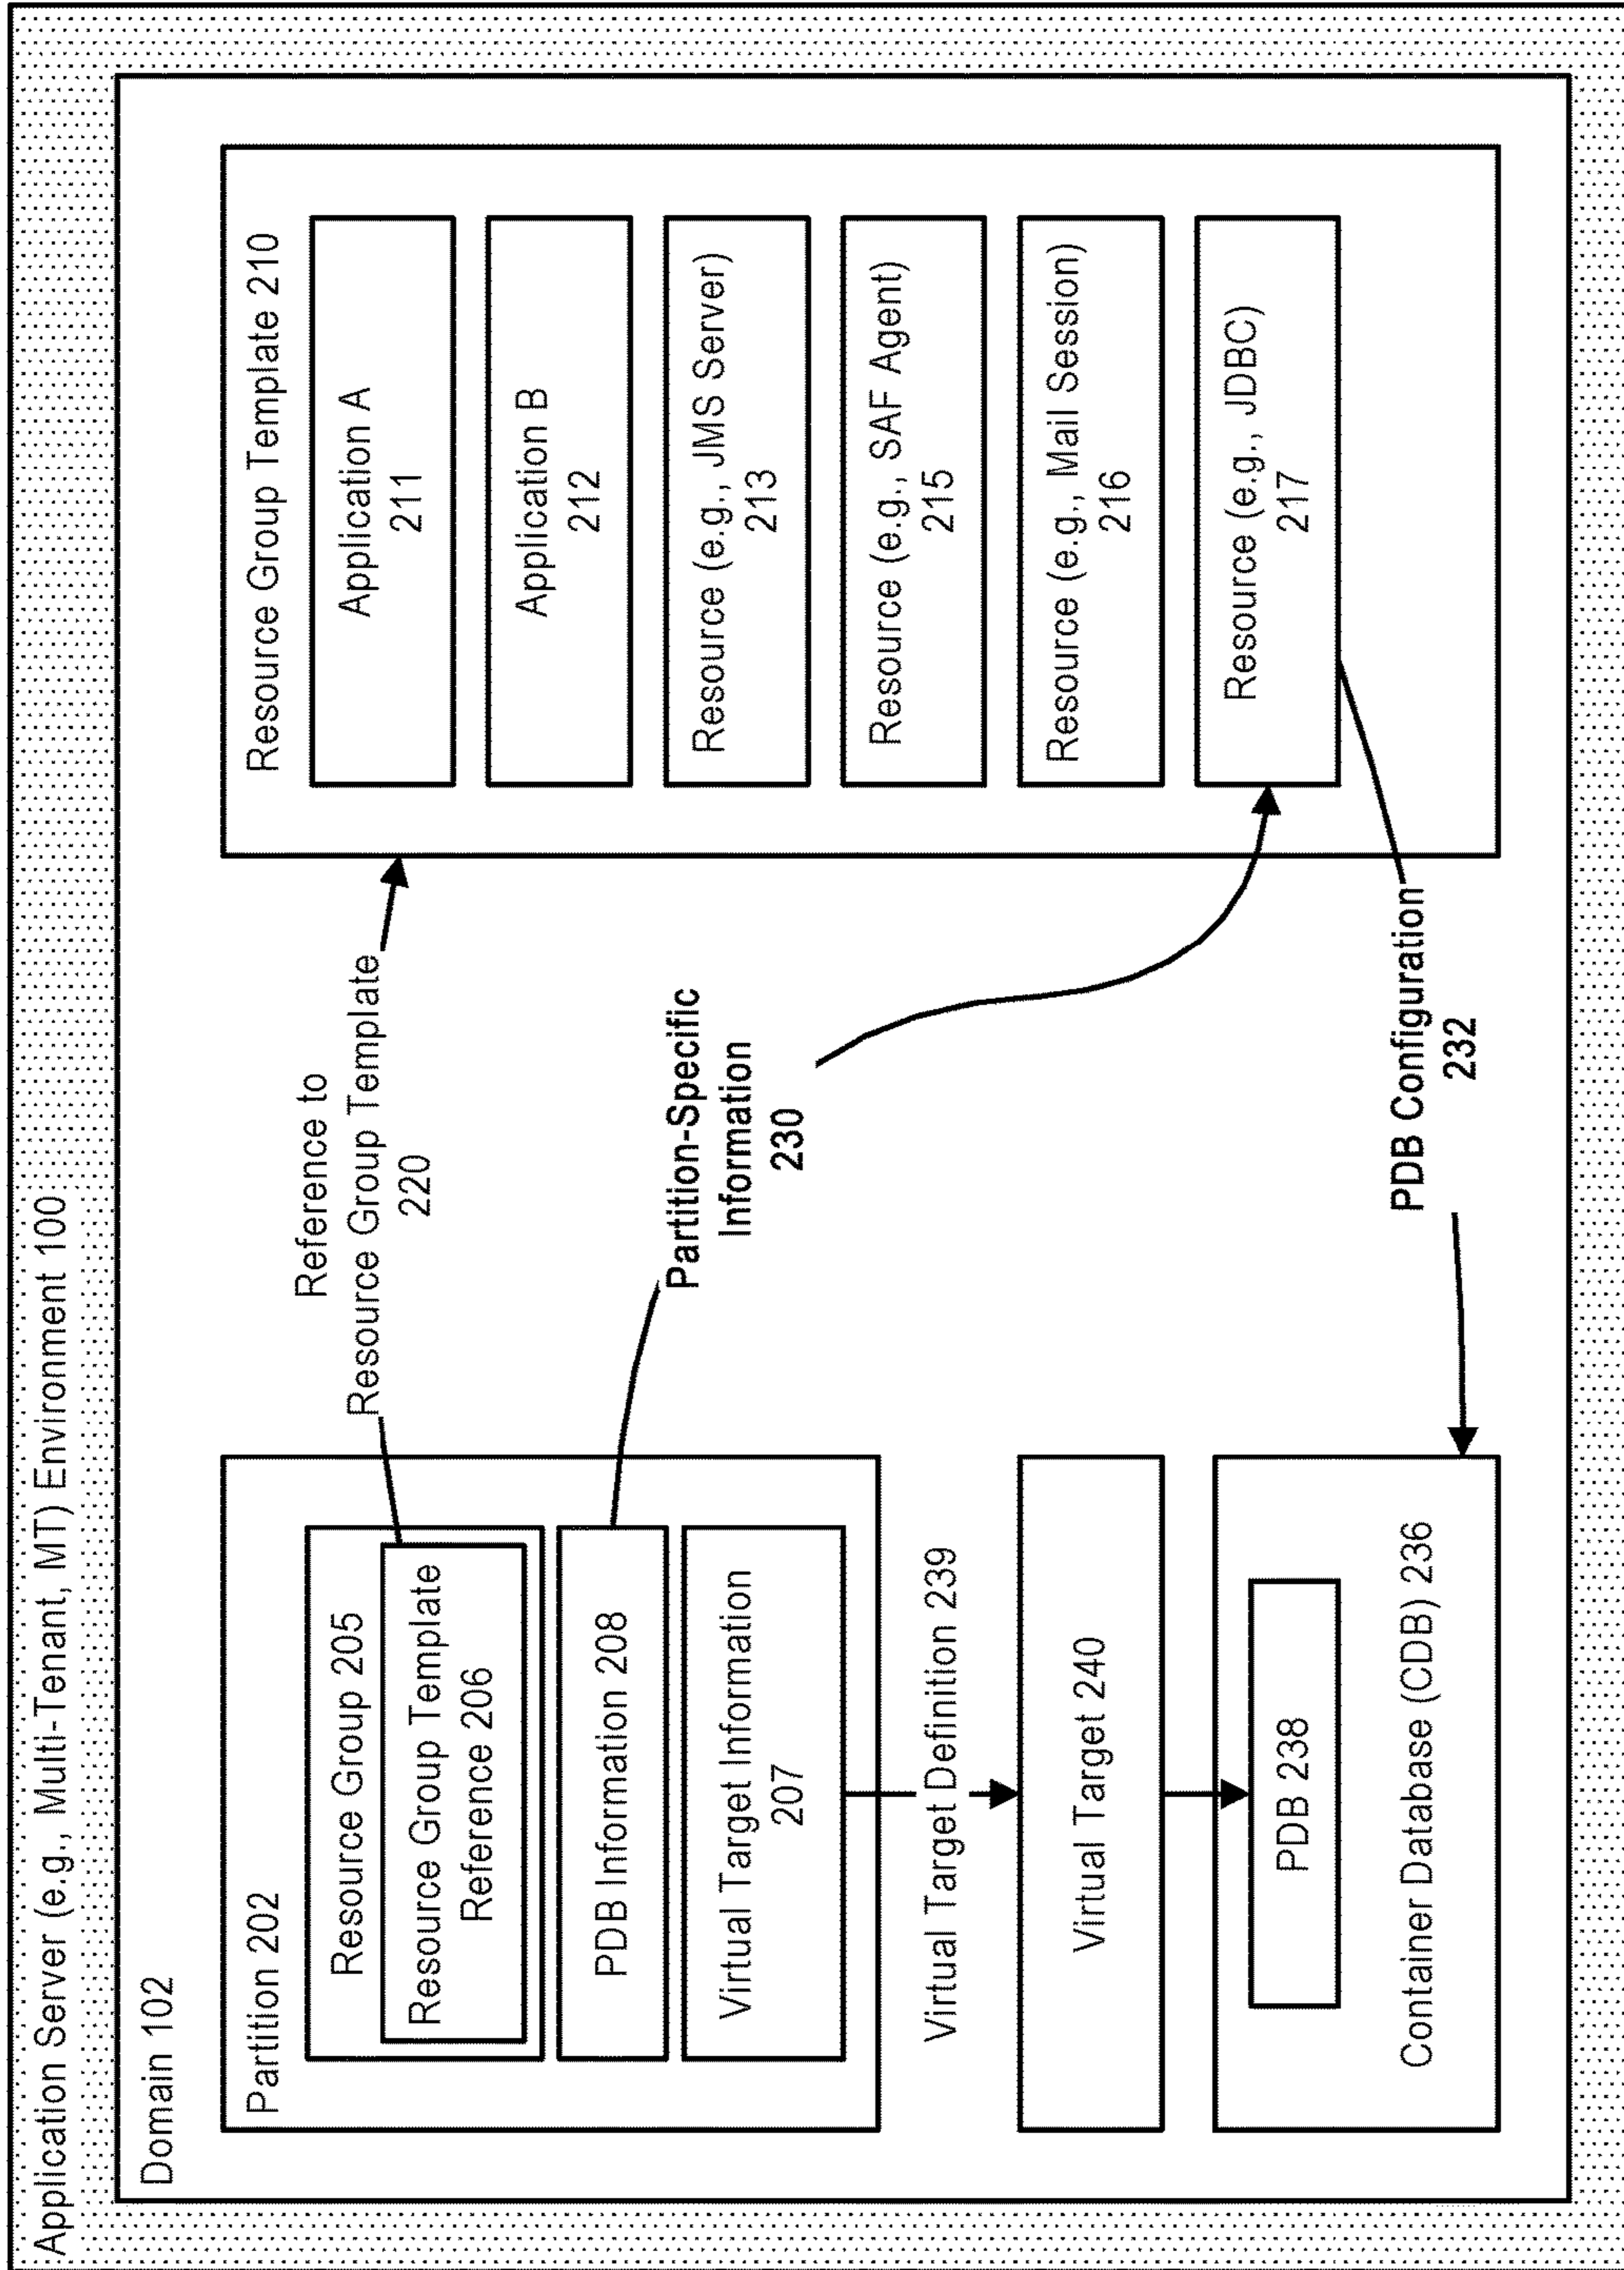 Application Server (e.g., Multi-Tenant, MT) Environment 100
Domain 102
Partition 202
Resource Group 205
Resource Group Template
Reference 206
PDB Information 208
Virtual Target Information
207
Virtual Target Definition 239
Virtual Target 240
PDB 238
Container Database (CDB) 236
Reference to
Resource Group Template
220
Partition-Specific
Information
230
PDB Configuration
232
Resource Group Template 210
Application A
211
Application B
212
Resource (e.g., JMS Server)
213
Resource (e.g., SAF Agent)
215
Resource (e.g., Mail Session)
216
Resource (e.g., JDBC)
217